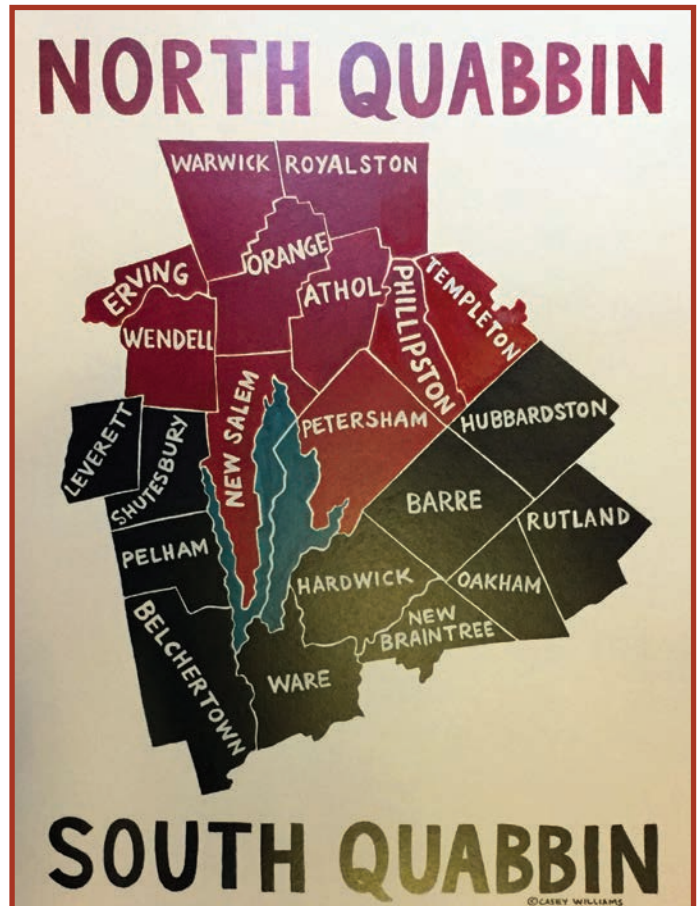 NORTH QUABBIN
WARWICK
ROYALSTON
ORANGE
ERVING
ATHOL
PHILLIPSTON
TEMPLETON
WENDELL
NEW SALEM
PETERSHAM
HUBBARDSTON
LEVERETT
SHUTESBURY
BARRE
RUTLAND
PELHAM
HARDWICK
OAKHAM
NEW
BRAINTREE
BELCHERTOWN
WARE
SOUTH QUABBIN
©CASEY WILLIAMS